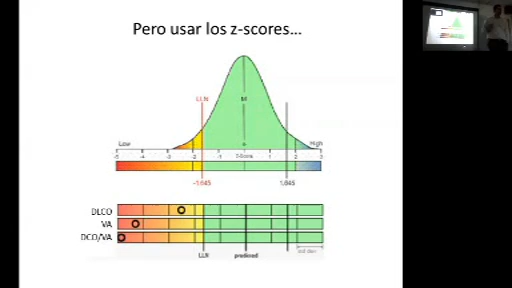 Pero usar los z-scores...
LLN
M
Low
High
-5 -4 -3 -2 -1 1 2 3
Z-Score
-1,645 1,645
DLCO
VA
DCO/VA
LLN predicted